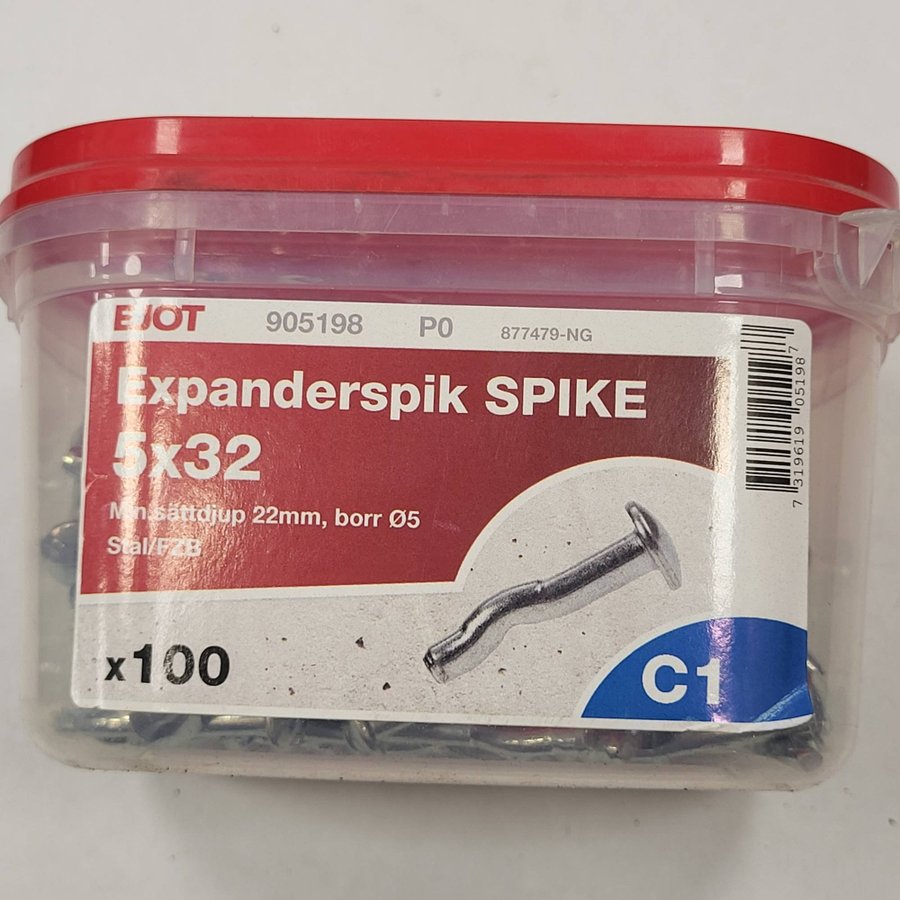 EJOT 905198 P0 877479-NG
Expanderspik SPIKE
5x32
Min sättdjup 22mm, borr Ø5
Stål/FZB
x100
C1
7 319619 051987